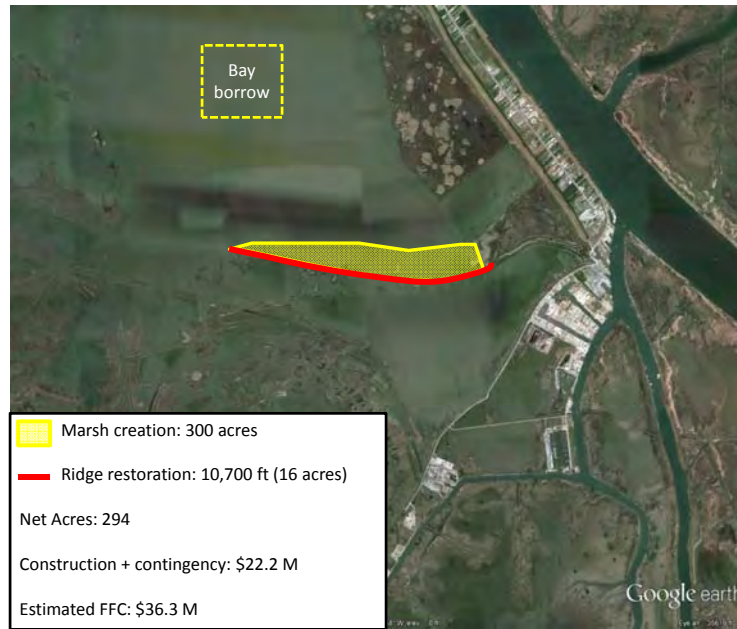 Bay
borrow
Marsh creation: 300 acres
Ridge restoration: 10,700 ft (16 acres)
Net Acres: 294
Construction + contingency: $22.2 M
Estimated FFC: $36.3 M
Google earth